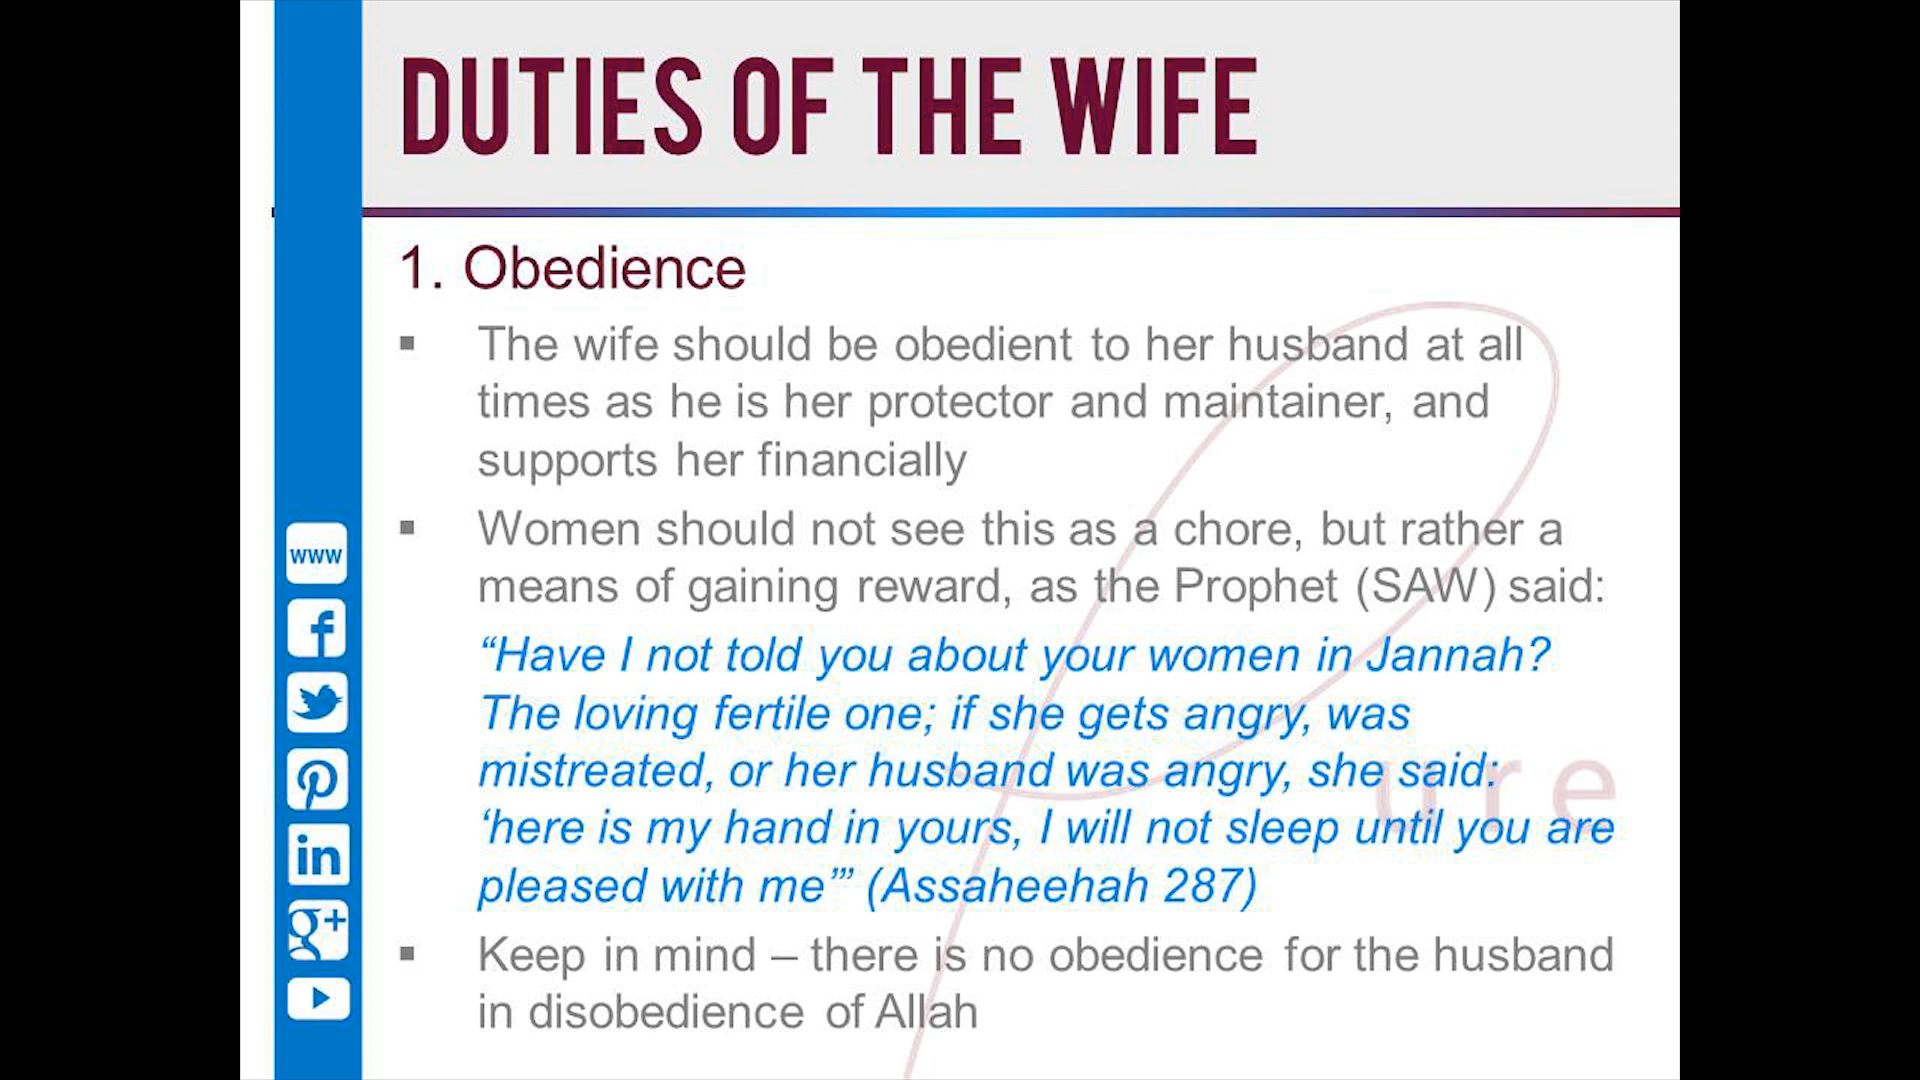 DUTIES OF THE WIFE
1. Obedience
▪ The wife should be obedient to her husband at all
times as he is her protector and maintainer, and
supports her financially
▪ Women should not see this as a chore, but rather a
means of gaining reward, as the Prophet (SAW) said:
“Have I not told you about your women in Jannah?
The loving fertile one; if she gets angry, was
mistreated, or her husband was angry, she said:
‘here is my hand in yours, I will not sleep until you are
pleased with me’” (Assaheehah 287)
▪ Keep in mind – there is no obedience for the husband
in disobedience of Allah
www
f
in
g+
ure